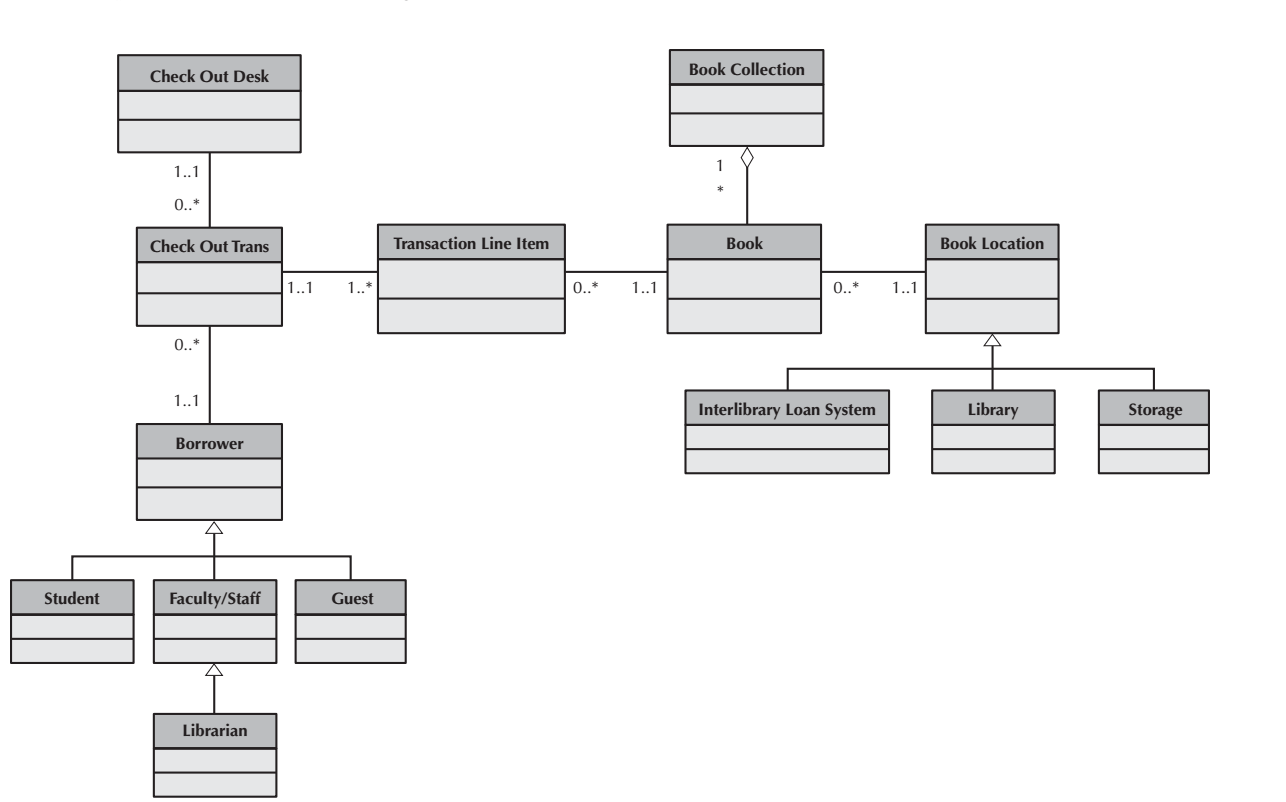 Check Out Desk
Book Collection
1..1
0..*
1
*
Check Out Trans
Transaction Line Item
Book
Book Location
1..1
1..*
0..*
1..1
0..*
1..1
0..*
1..1
Interlibrary Loan System
Library
Storage
Borrower
Student
Faculty/Staff
Guest
Librarian